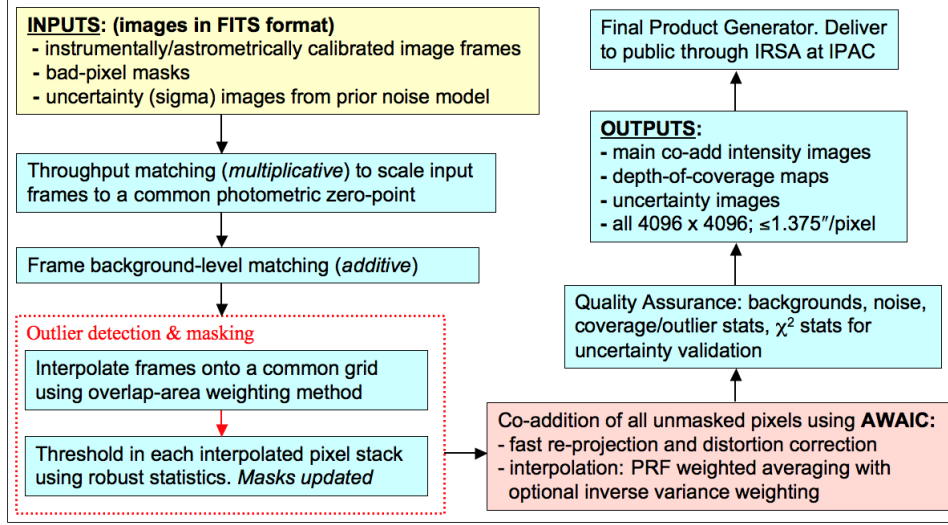 INPUTS: (images in FITS format)
- instrumentally/astrometrically calibrated image frames
- bad-pixel masks
- uncertainty (sigma) images from prior noise model
Throughput matching (multiplicative) to scale input
frames to a common photometric zero-point
Frame background-level matching (additive)
Outlier detection & masking
Interpolate frames onto a common grid
using overlap-area weighting method
Threshold in each interpolated pixel stack
using robust statistics. Masks updated
Co-addition of all unmasked pixels using AWAIC:
- fast re-projection and distortion correction
- interpolation: PRF weighted averaging with
optional inverse variance weighting
Quality Assurance: backgrounds, noise,
coverage/outlier stats, χ² stats for
uncertainty validation
OUTPUTS:
- main co-add intensity images
- depth-of-coverage maps
- uncertainty images
- all 4096 x 4096; ≤1.375″/pixel
Final Product Generator. Deliver
to public through IRSA at IPAC